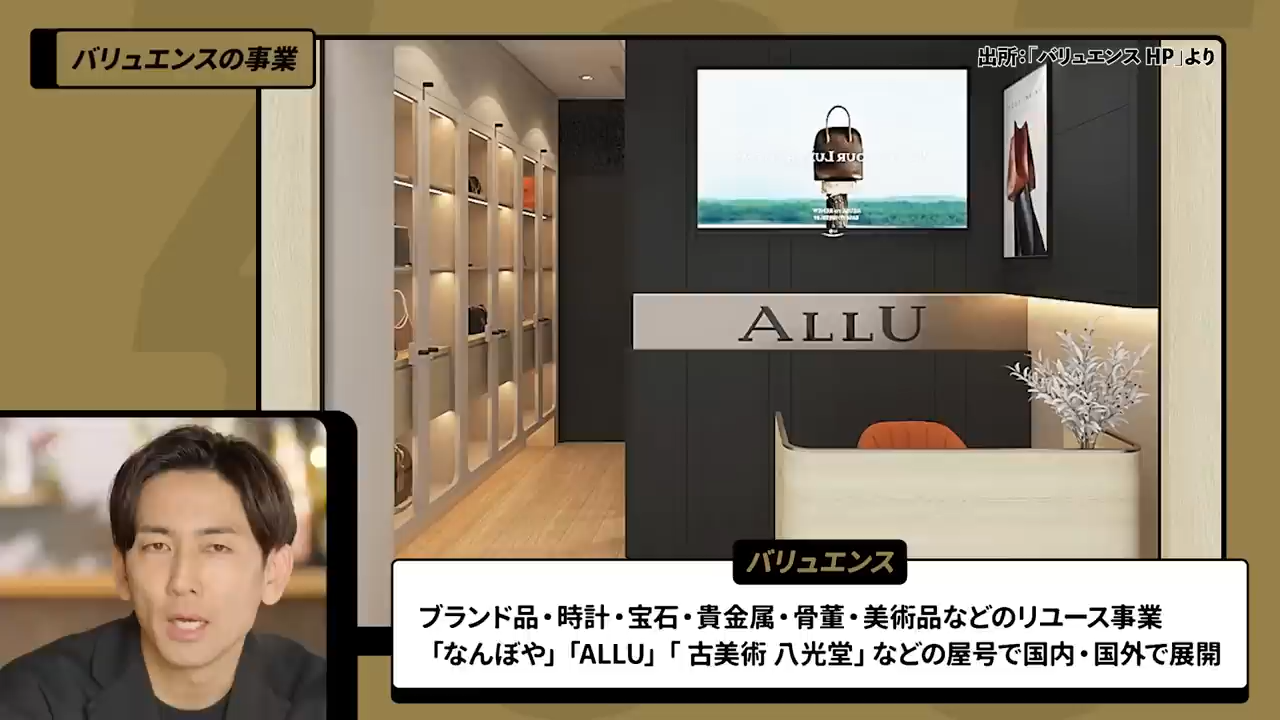 バリュエンスの事業
出所:「バリュエンス HP」より
ALLU
バリュエンス
ブランド品・時計・宝石・貴金属・骨董・美術品などのリユース事業
「なんぼや」「ALLU」「 古美術 八光堂」などの屋号で国内・国外で展開